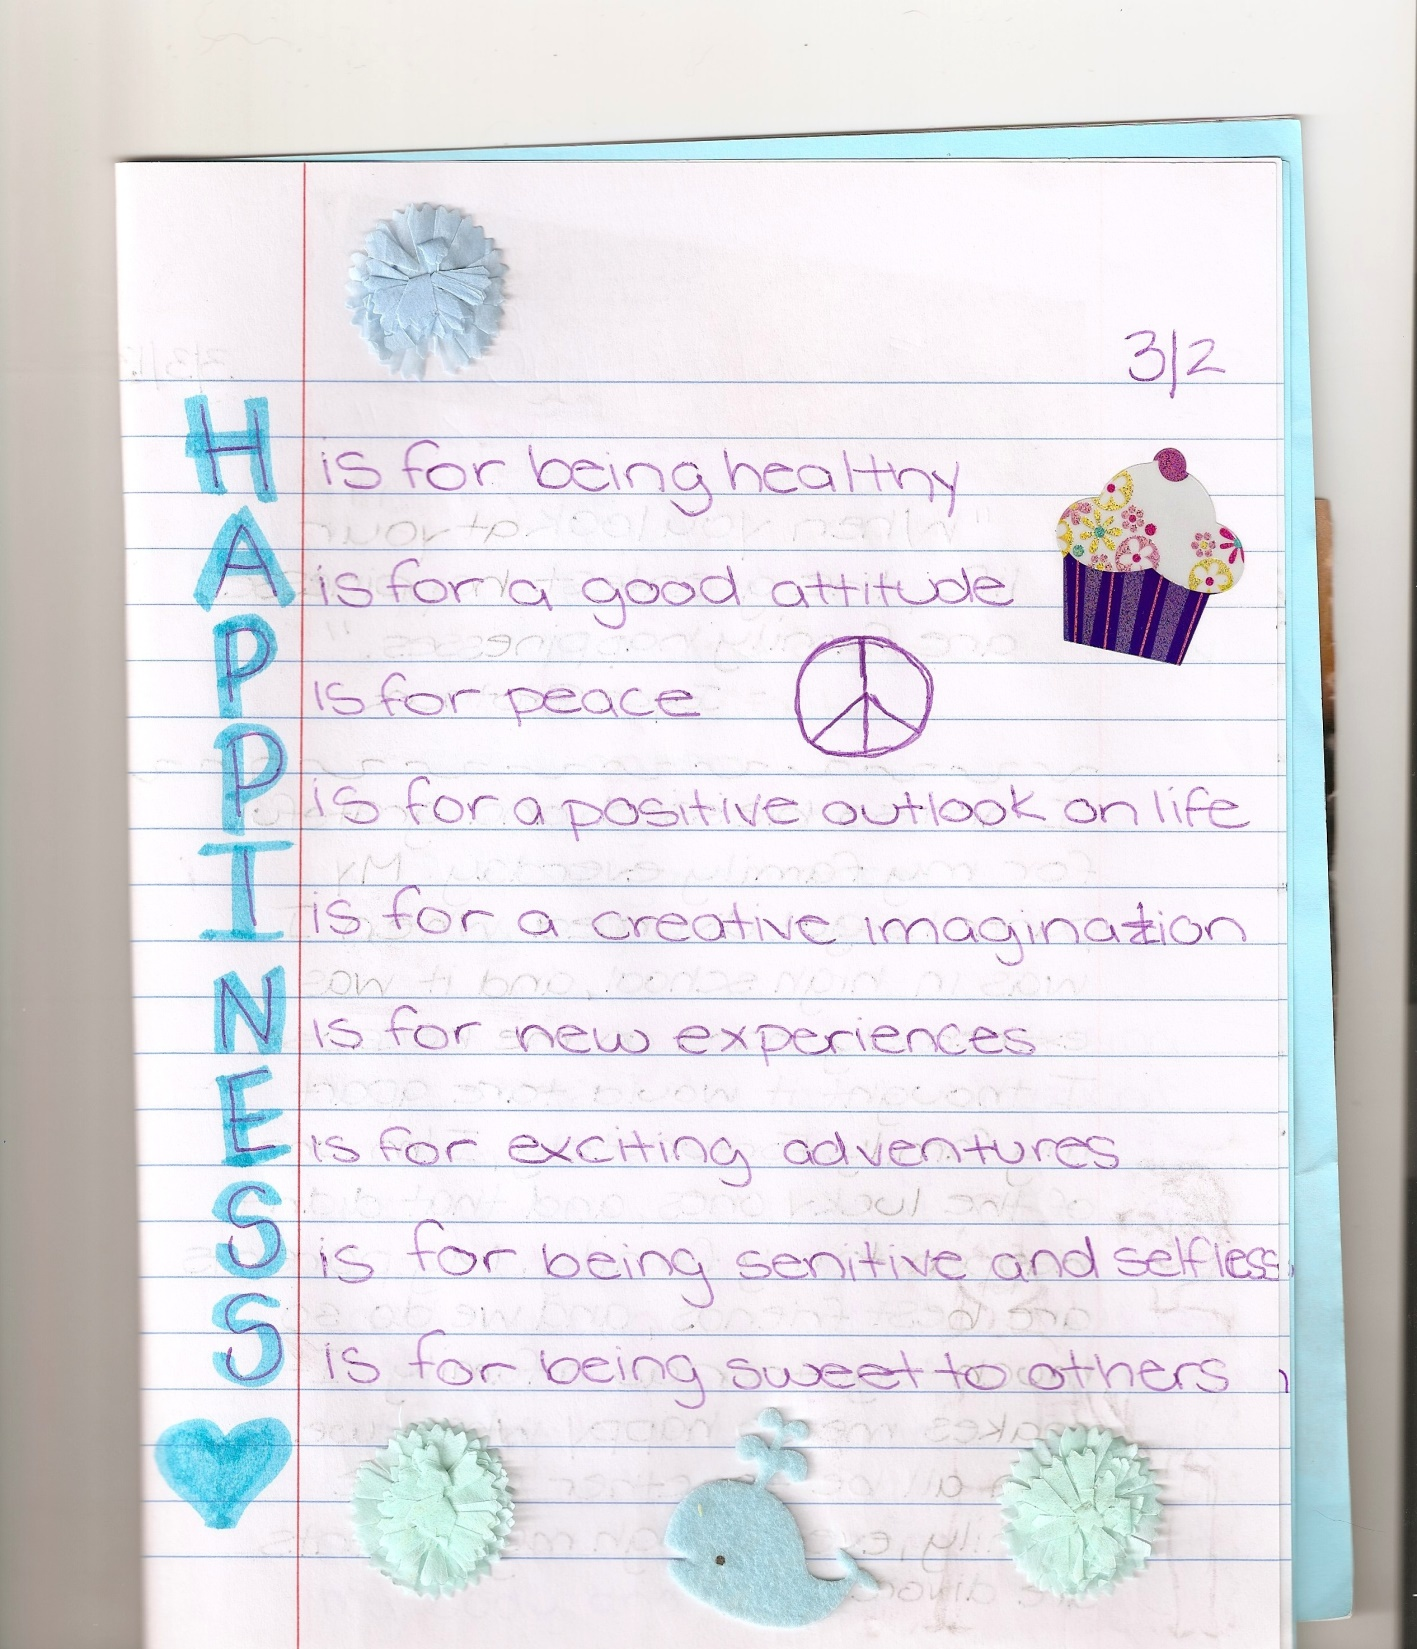 3/2
H is for being healthy
A is for a good attitude
P is for peace
P is for a positive outlook on life
I is for a creative imagination
N is for new experiences
E is for exciting adventures
S is for being senitive and selfless
S is for being sweet to others